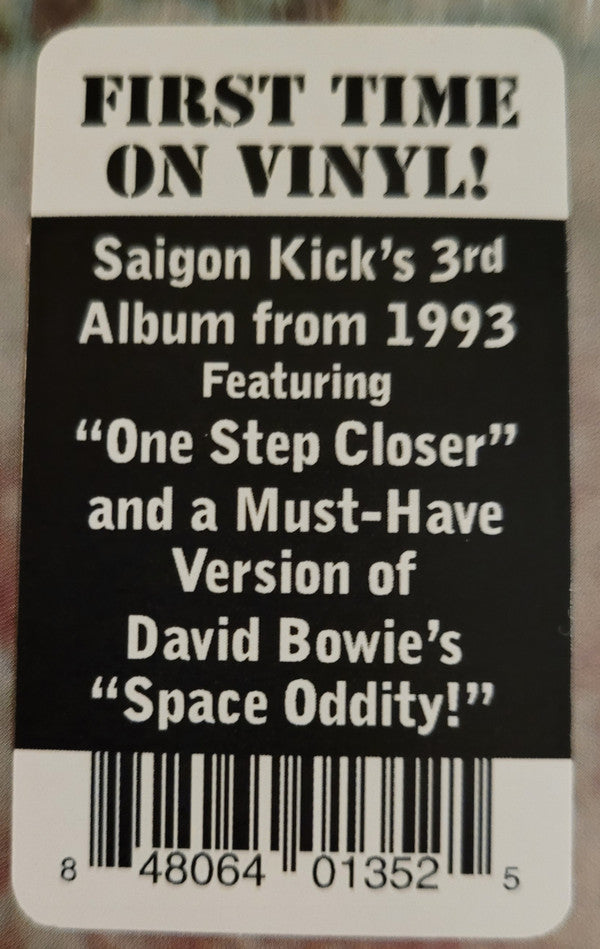 FIRST TIME
ON VINYL!
Saigon Kick's 3rd
Album from 1993
Featuring
“One Step Closer”
and a Must-Have
Version of
David Bowie's
“Space Oddity!”
8 48064 01352 5